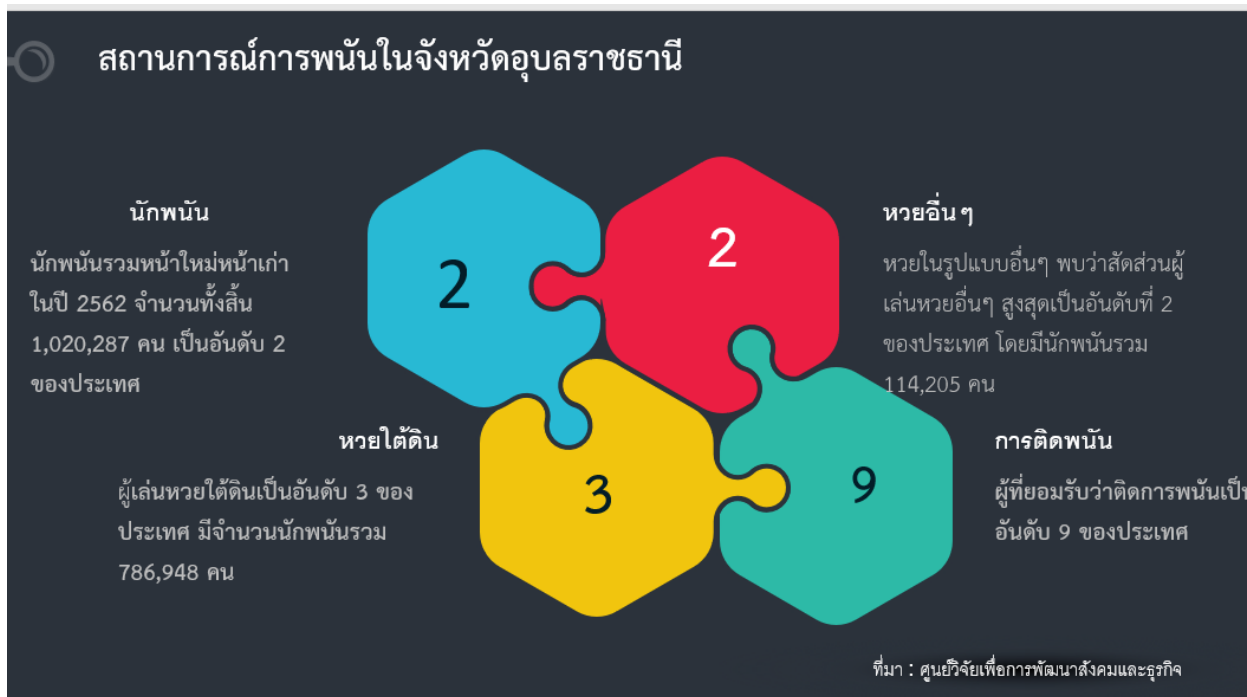 สถานการณ์การพนันในจังหวัดอุบลราชธานี
นักพนัน
นักพนันรวมหน้าใหม่หน้าเก่า
ในปี 2562 จำนวนทั้งสิ้น
1,020,287 คน เป็นอันดับ 2
ของประเทศ
2
2
หวยอื่นๆ
หวยในรูปแบบอื่นๆ พบว่าสัดส่วนผู้
เล่นหวยอื่นๆ สูงสุดเป็นอันดับที่ 2
ของประเทศ โดยมีนักพนันรวม
114,205 คน
หวยใต้ดิน
ผู้เล่นหวยใต้ดินเป็นอันดับ 3 ของ
ประเทศ มีจำนวนนักพนันรวม
786,948 คน
3
9
การติดพนัน
ผู้ที่ยอมรับว่าติดการพนันเป็น
อันดับ 9 ของประเทศ
ที่มา : ศูนย์วิจัยเพื่อการพัฒนาสังคมและธุรกิจ